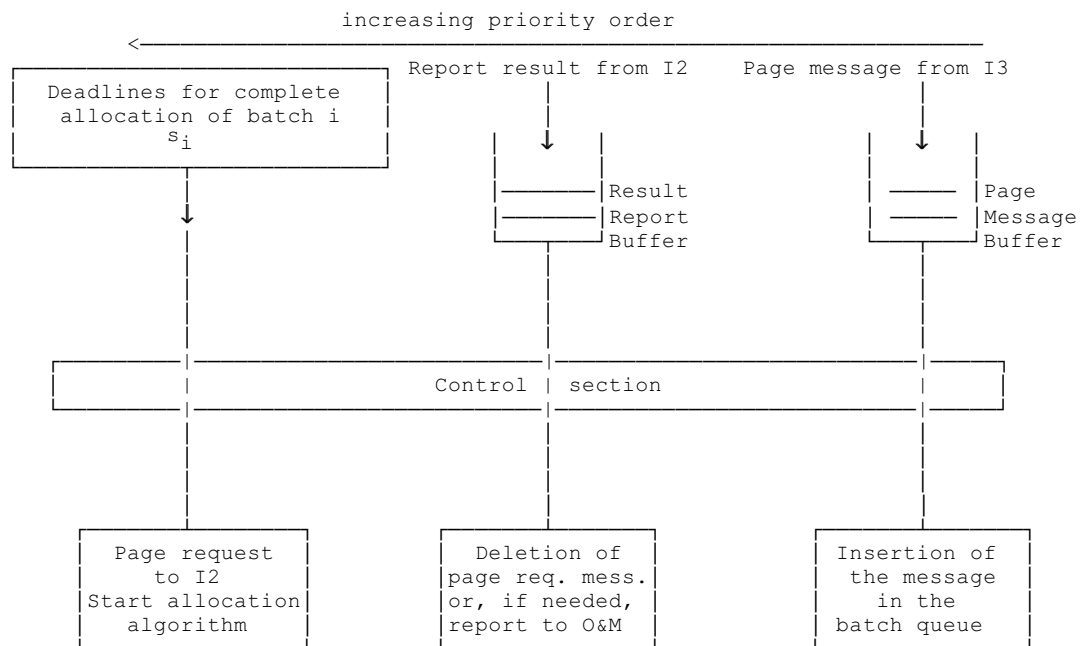 increasing priority order
Report result from I2 Page message from I3
Deadlines for complete
allocation of batch i
si
Result
Report
Buffer
Page
Message
Buffer
Control section
Page request
to I2
Start allocation
algorithm
Deletion of
page req. mess.
or, if needed,
report to O&M
Insertion of
the message
in the
batch queue